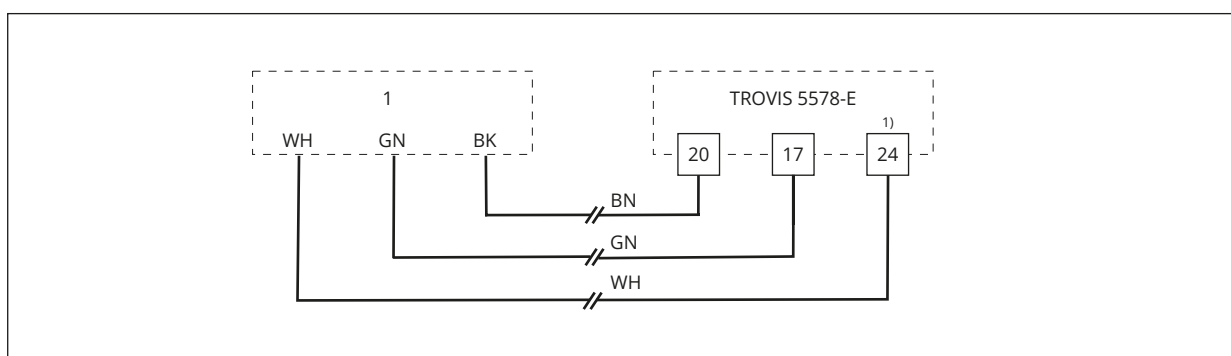 1
TROVIS 5578-E
1)
WH GN BK
20 17 24
BN
GN
WH